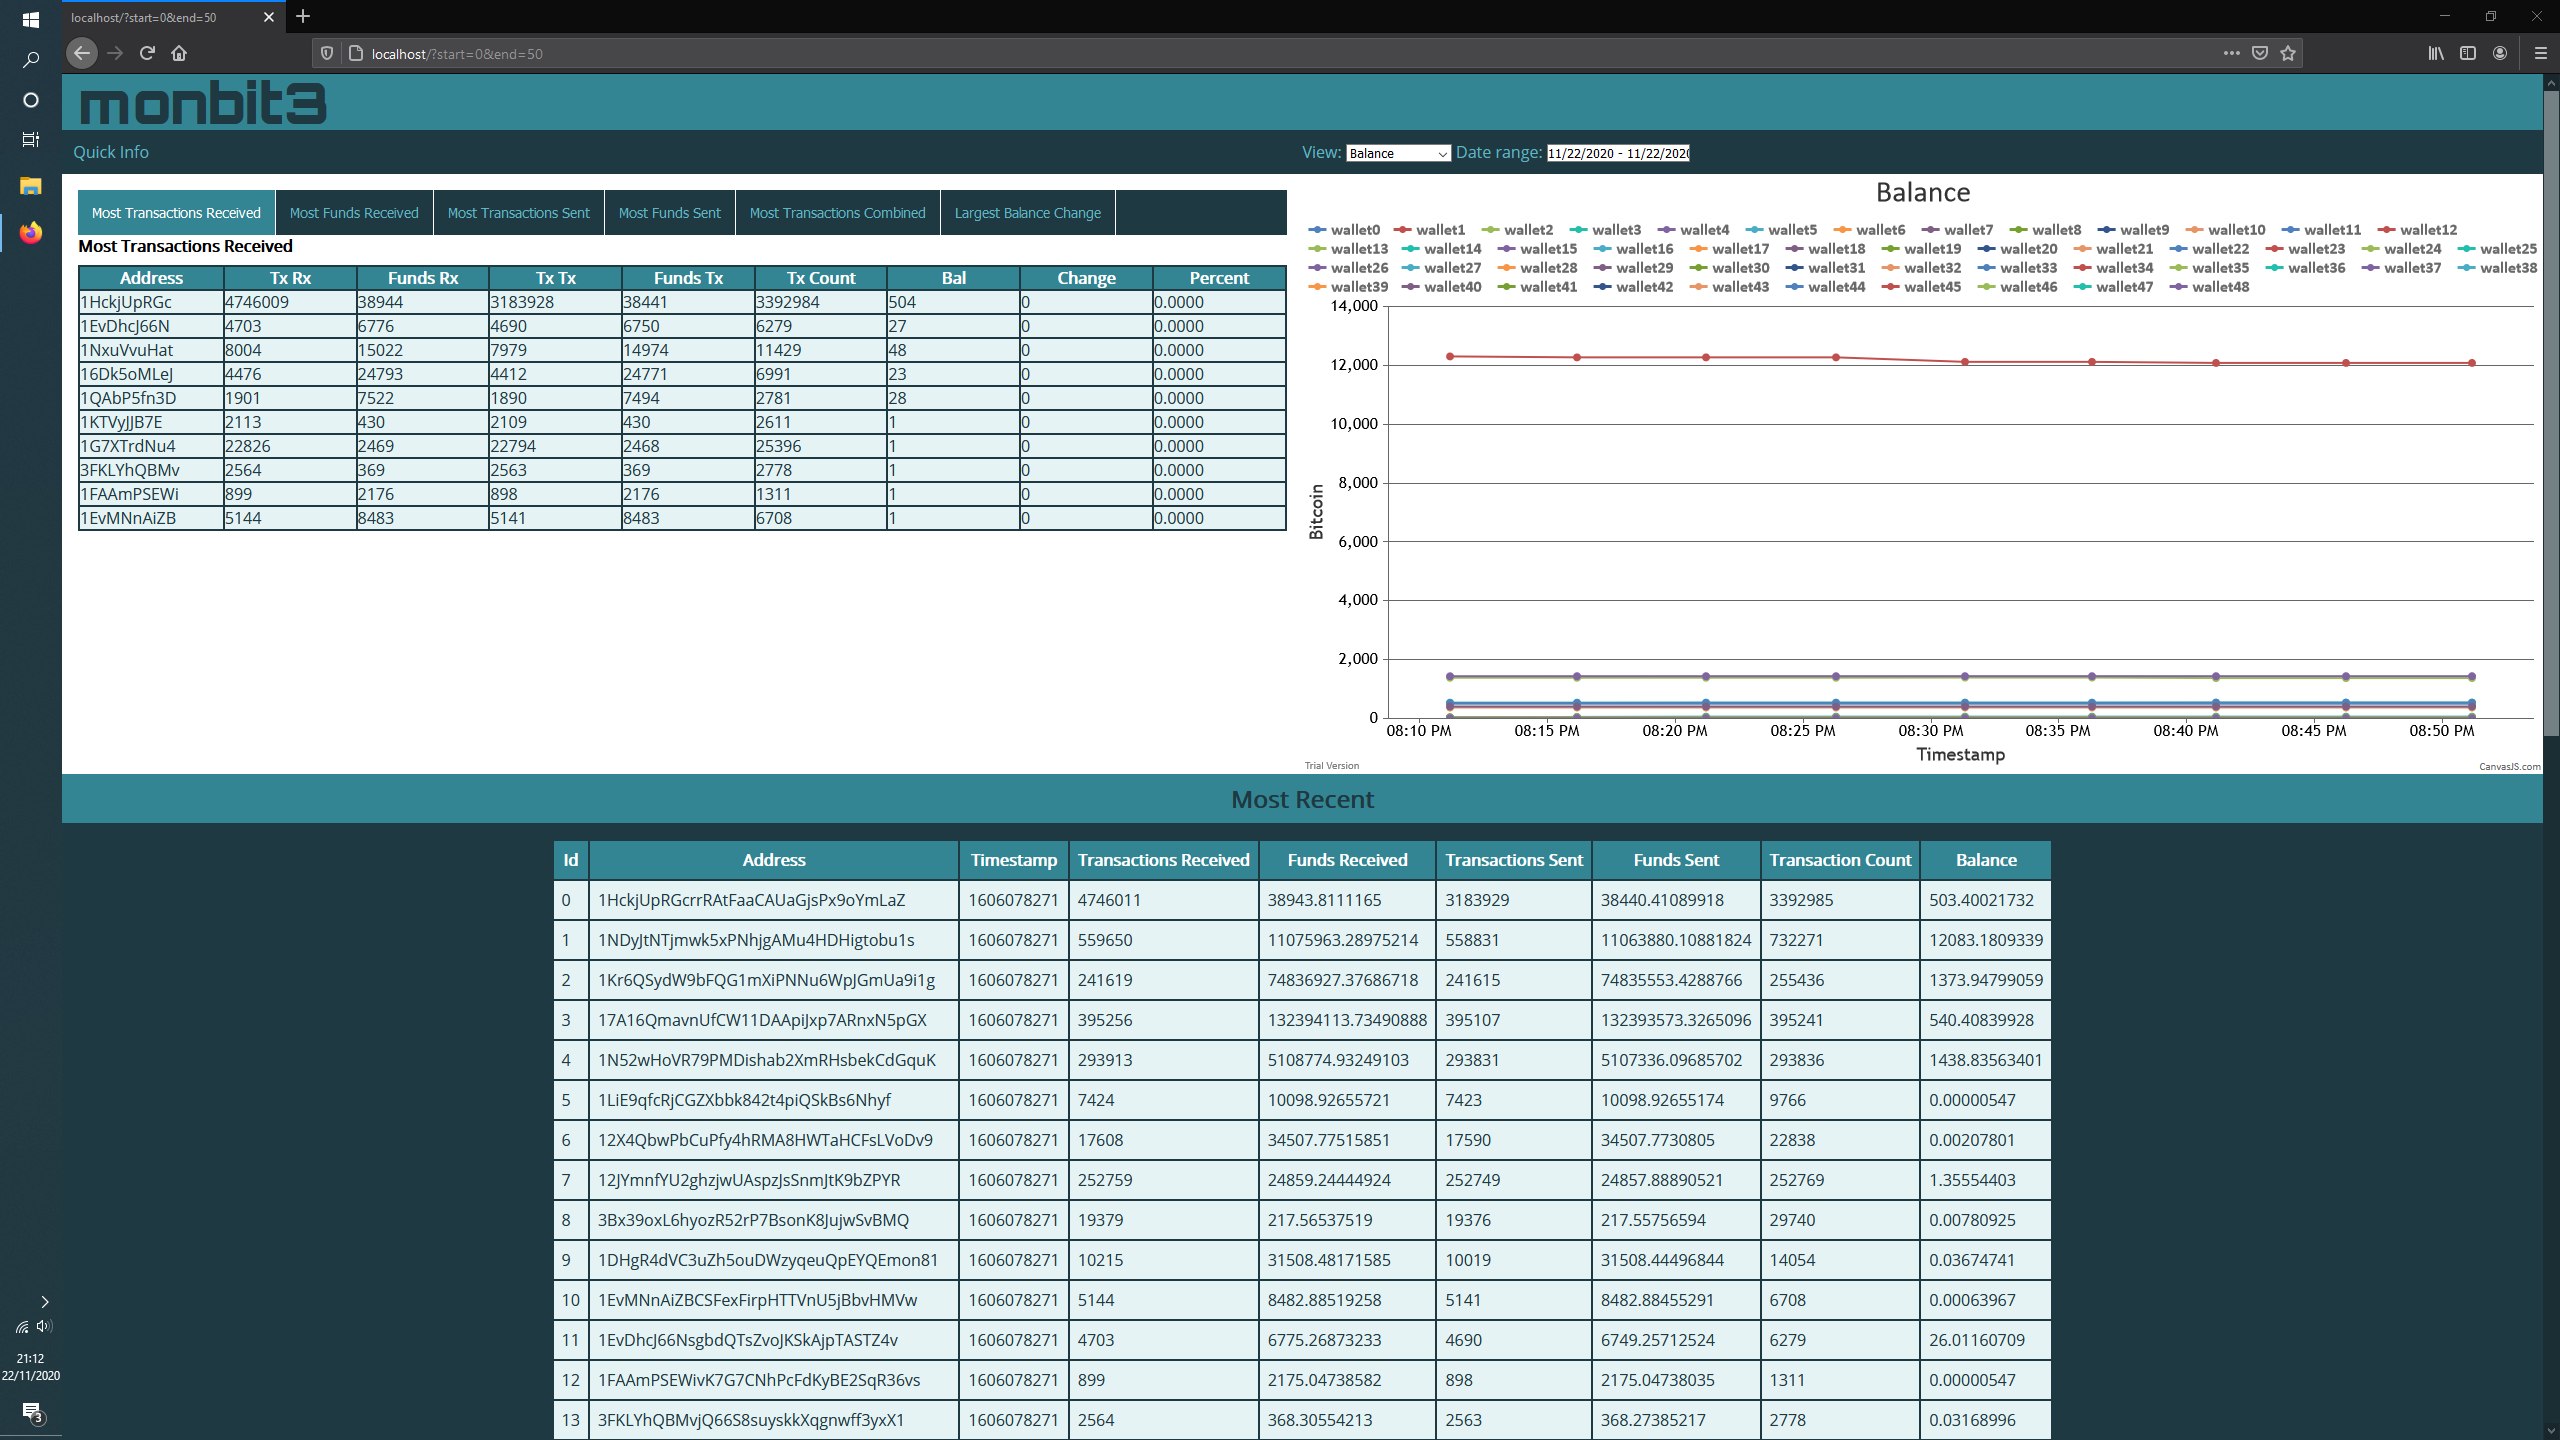 localhost/?start=0&end=50
localhost/?start=0&end=50
monbit3
Quick Info
View: Balance Date range: 11/22/2020 - 11/22/2020
Most Transactions Received Most Funds Received Most Transactions Sent Most Funds Sent Most Transactions Combined Largest Balance Change
Most Transactions Received
Address Tx Rx Funds Rx Tx Tx Funds Tx Tx Count Bal Change Percent
1HckjUpRGc 4746009 38944 3183928 38441 3392984 504 0 0.0000
1EvDhcJ66N 4703 6776 4690 6750 6279 27 0 0.0000
1NxuVvuHat 8004 15022 7979 14974 11429 48 0 0.0000
16Dk5oMLeJ 4476 24793 4412 24771 6991 23 0 0.0000
1QAbP5fn3D 1901 7522 1890 7494 2781 28 0 0.0000
1KTVyJJB7E 2113 430 2109 430 2611 1 0 0.0000
1G7XTrdNu4 22826 2469 22794 2468 25396 1 0 0.0000
3FKLYhQBMv 2564 369 2563 369 2778 1 0 0.0000
1FAAmPSEWi 899 2176 898 2176 1311 1 0 0.0000
1EvMNnAiZB 5144 8483 5141 8483 6708 1 0 0.0000
Balance
wallet0 wallet1 wallet2 wallet3 wallet4 wallet5 wallet6 wallet7 wallet8 wallet9 wallet10 wallet11 wallet12
wallet13 wallet14 wallet15 wallet16 wallet17 wallet18 wallet19 wallet20 wallet21 wallet22 wallet23 wallet24 wallet25
wallet26 wallet27 wallet28 wallet29 wallet30 wallet31 wallet32 wallet33 wallet34 wallet35 wallet36 wallet37 wallet38
wallet39 wallet40 wallet41 wallet42 wallet43 wallet44 wallet45 wallet46 wallet47 wallet48
14,000
12,000
10,000
8,000
6,000
4,000
2,000
0
Bitcoin
08:10 PM 08:15 PM 08:20 PM 08:25 PM 08:30 PM 08:35 PM 08:40 PM 08:45 PM 08:50 PM
Timestamp
Trial Version
CanvasJS.com
Most Recent
Id Address Timestamp Transactions Received Funds Received Transactions Sent Funds Sent Transaction Count Balance
0 1HckjUpRGcrrRAtFaaCAUaGjsPx9oYmLaZ 1606078271 4746011 38943.8111165 3183929 38440.41089918 3392985 503.40021732
1 1NDyJtNTjmwk5xPNhjgAMu4HDHigtobu1s 1606078271 559650 11075963.28975214 558831 11063880.10881824 732271 12083.1809339
2 1Kr6QSydW9bFQG1mXiPNNu6WpJGmUa9i1g 1606078271 241619 74836927.37686718 241615 74835553.4288766 255436 1373.94799059
3 17A16QmavnUfCW11DAApiJxp7ARnxN5pGX 1606078271 395256 132394113.73490888 395107 132393573.3265096 395241 540.40839928
4 1N52wHoVR79PMDishab2XmRHsbekCdGquK 1606078271 293913 5108774.93249103 293831 5107336.09685702 293836 1438.83563401
5 1LiE9qfcRjCGZXbbk842t4piQSkBs6Nhyf 1606078271 7424 10098.92655721 7423 10098.92655174 9766 0.00000547
6 12X4QbwPbCuPfy4hRMA8HWTaHCFsLVoDv9 1606078271 17608 34507.77515851 17590 34507.7730805 22838 0.00207801
7 12JYmnfYU2ghzjwUAspzJsSnmJtK9bZPYR 1606078271 252759 24859.24444924 252749 24857.88890521 252769 1.35554403
8 3Bx39oxL6hyozR52rP7BsonK8JujwSvBMQ 1606078271 19379 217.56537519 19376 217.55756594 29740 0.00780925
9 1DHgR4dVC3uZh5ouDWzyqeuQpEYQEmon81 1606078271 10215 31508.48171585 10019 31508.44496844 14054 0.03674741
10 1EvMNnAiZBCSFexFirpHTTVnU5jBbvHMVw 1606078271 5144 8482.88519258 5141 8482.88455291 6708 0.00063967
11 1EvDhcJ66NsgbdQTsZvoJKSkAjpTASTZ4v 1606078271 4703 6775.26873233 4690 6749.25712524 6279 26.01160709
12 1FAAmPSEWivK7G7CNhPcFdKyBE2SqR36vs 1606078271 899 2175.04738582 898 2175.04738035 1311 0.00000547
13 3FKLYhQBMvjQ66S8suyskkXqgnwff3yxX1 1606078271 2564 368.30554213 2563 368.27385217 2778 0.03168996
21:12
22/11/2020
3